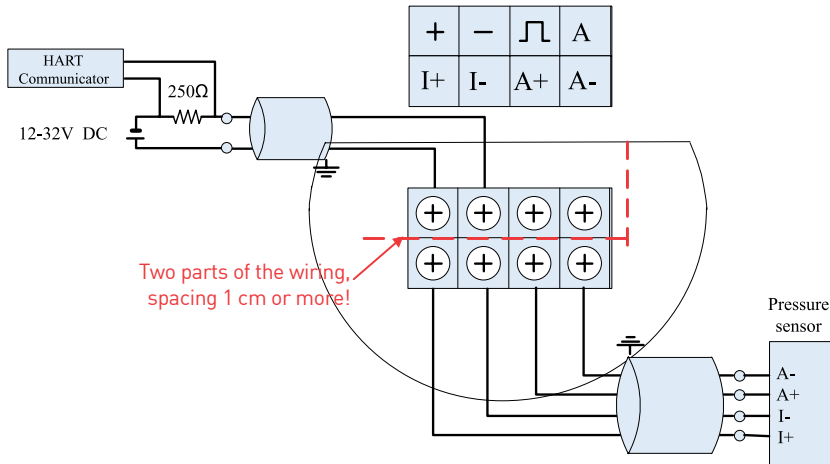 HART
Communicator
250Ω
12-32V DC
+ − ⎍ A
I+ I- A+ A-
+ + + +
+ + + +
Two parts of the wiring,
spacing 1 cm or more!
Pressure
sensor
A-
A+
I-
I+